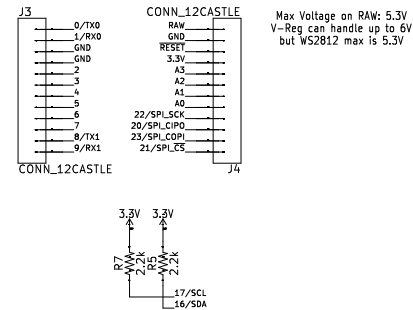 J3
0/TX0
1/RX0
GND
GND
2
3
4
5
6
7
8/TX1
9/RX1
CONN_12CASTLE
CONN_12CASTLE
RAW
GND
RESET
3.3V
A3
A2
A1
A0
22/SPI_SCK
20/SPI_CIPO
23/SPI_COPI
21/SPI_CS
J4
Max Voltage on RAW: 5.3V
V-Reg can handle up to 6V
but WS2812 max is 5.3V
3.3V 3.3V
R7 2.2k R5 2.2k
17/SCL
16/SDA